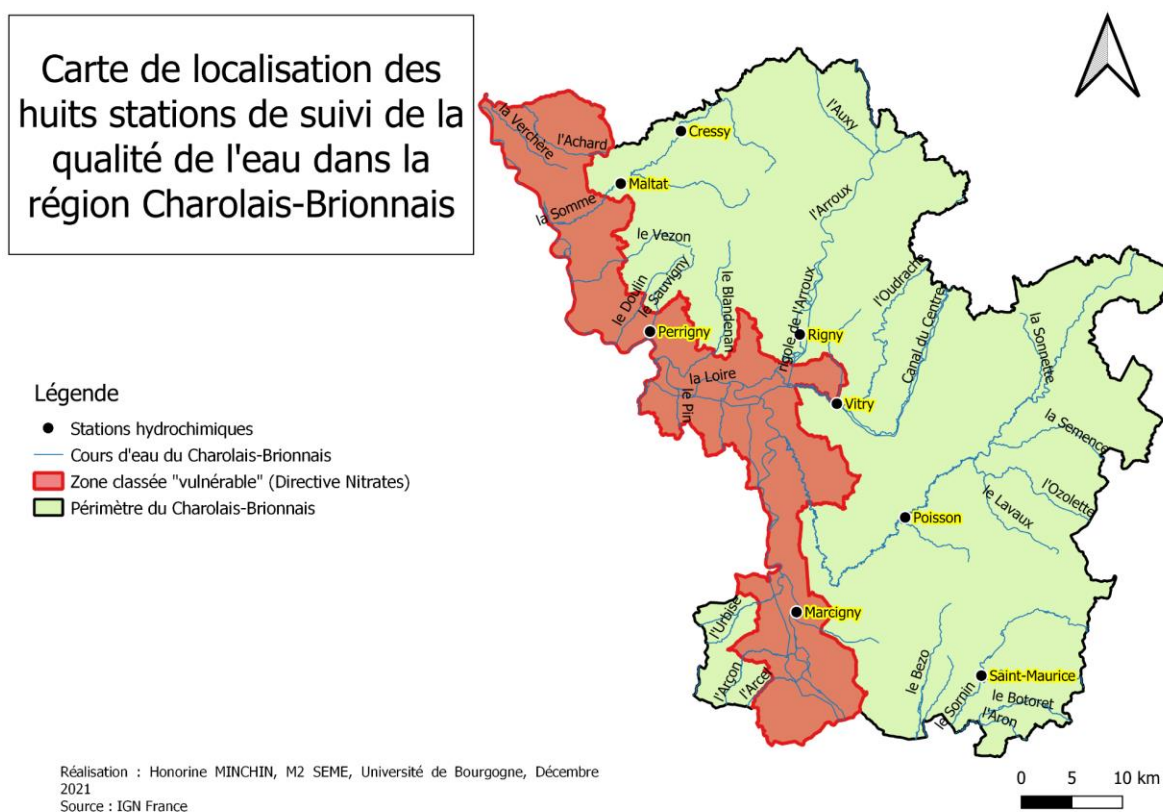 Carte de localisation des
huits stations de suivi de la
qualité de l'eau dans la
région Charolais-Brionnais
la Verchère
l'Achard
Cressy
l'Auxy
Maltat
la Somme
l'Arroux
le Vezon
le Doulin
le Sauvigny
le Blandenan
rigole de l'Arroux
l'Oudrache
Canal du Centre
la Sonnette
Perrigny
Rigny
la Loire
le Pin
Vitry
la Semence
l'Ozolette
le Lavaux
Poisson
Légende
Stations hydrochimiques
Cours d'eau du Charolais-Brionnais
Zone classée "vulnérable" (Directive Nitrates)
Périmètre du Charolais-Brionnais
l'Urbise
Marcigny
l'Arçon
l'Arcel
le Bezo
le Sornin
Saint-Maurice
le Botoret
l'Aron
Réalisation : Honorine MINCHIN, M2 SEME, Université de Bourgogne, Décembre
2021
Source : IGN France
0 5 10 km